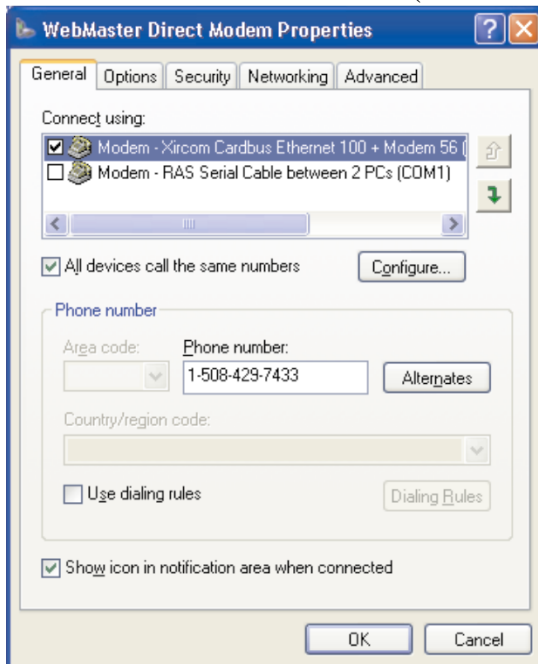 WebMaster Direct Modem Properties
General Options Security Networking Advanced
Connect using:
Modem - Xircom Cardbus Ethernet 100 + Modem 56 (
Modem - RAS Serial Cable between 2 PCs (COM1)
All devices call the same numbers
Configure...
Phone number
Area code:
Phone number:
1-508-429-7433
Alternates
Country/region code:
Use dialing rules
Dialing Rules
Show icon in notification area when connected
OK
Cancel